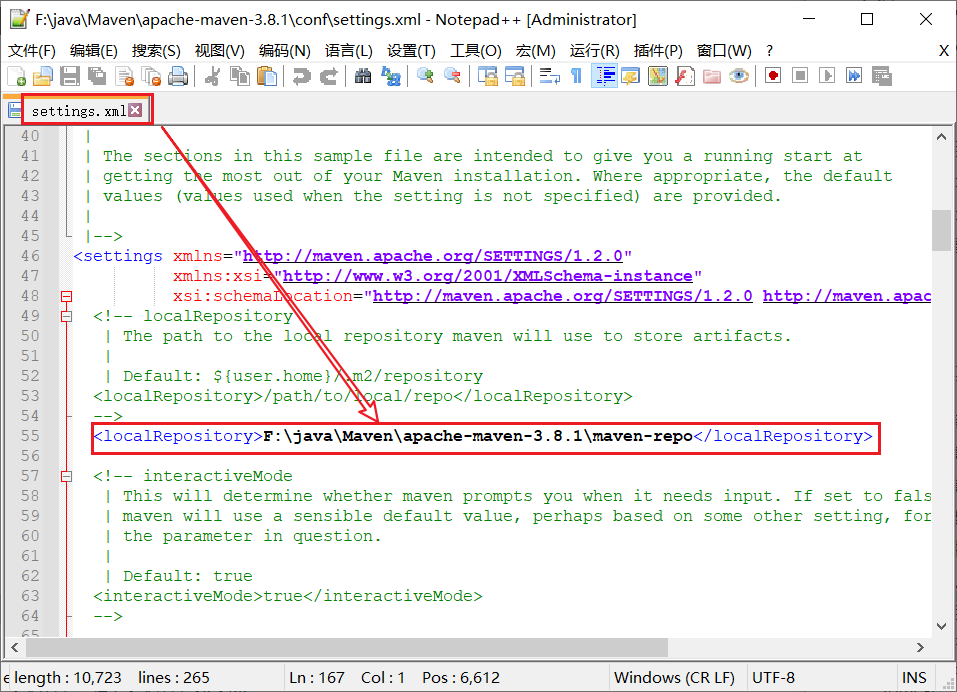 F:\java\Maven\apache-maven-3.8.1\conf\settings.xml - Notepad++ [Administrator]
文件(F) 编辑(E) 搜索(S) 视图(V) 编码(N) 语言(L) 设置(T) 工具(O) 宏(M) 运行(R) 插件(P) 窗口(W) ? X
settings.xml
40 |
41 | The sections in this sample file are intended to give you a running start at
42 | getting the most out of your Maven installation. Where appropriate, the default
43 | values (values used when the setting is not specified) are provided.
44 |
45 |-->
46 <settings xmlns="http://maven.apache.org/SETTINGS/1.2.0"
47 xmlns:xsi="http://www.w3.org/2001/XMLSchema-instance"
48 xsi:schemaLocation="http://maven.apache.org/SETTINGS/1.2.0 http://maven.apac
49 <!-- localRepository
50 | The path to the local repository maven will use to store artifacts.
51 |
52 | Default: ${user.home}/.m2/repository
53 <localRepository>/path/to/local/repo</localRepository>
54 -->
55 <localRepository>F:\java\Maven\apache-maven-3.8.1\maven-repo</localRepository>
56
57 <!-- interactiveMode
58 | This will determine whether maven prompts you when it needs input. If set to fals
59 | maven will use a sensible default value, perhaps based on some other setting, for
60 | the parameter in question.
61 |
62 | Default: true
63 <interactiveMode>true</interactiveMode>
64 -->
65
e length : 10,723 lines : 265 Ln : 167 Col : 1 Pos : 6,612 Windows (CR LF) UTF-8 INS